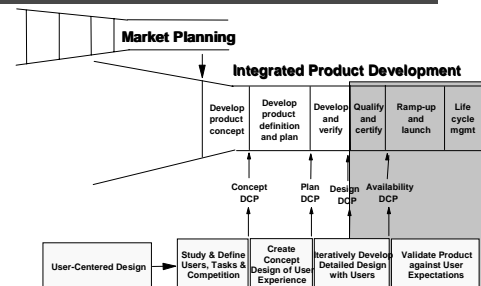 Market Planning
Integrated Product Development
Develop
product
concept
Develop
product
definition
and plan
Develop
and
verify
Qualify
and
certify
Ramp-up
and
launch
Life
cycle
mgmt
Concept
DCP
Plan
DCP
Design
DCP
Availability
DCP
User-Centered Design
Study & Define
Users, Tasks &
Competition
Create
Concept
Design of User
Experience
Iteratively Develop
Detailed Design
with Users
Validate Product
against User
Expectations